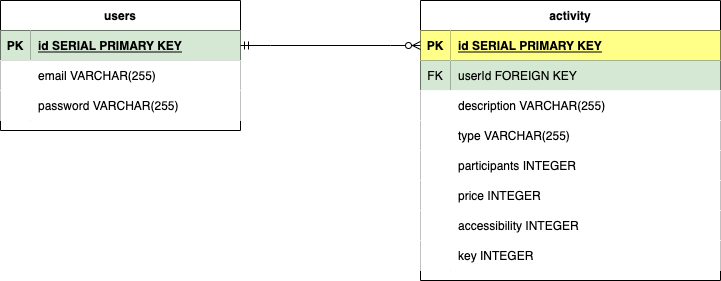 users
PK id SERIAL PRIMARY KEY
email VARCHAR(255)
password VARCHAR(255)
activity
PK id SERIAL PRIMARY KEY
FK userId FOREIGN KEY
description VARCHAR(255)
type VARCHAR(255)
participants INTEGER
price INTEGER
accessibility INTEGER
key INTEGER